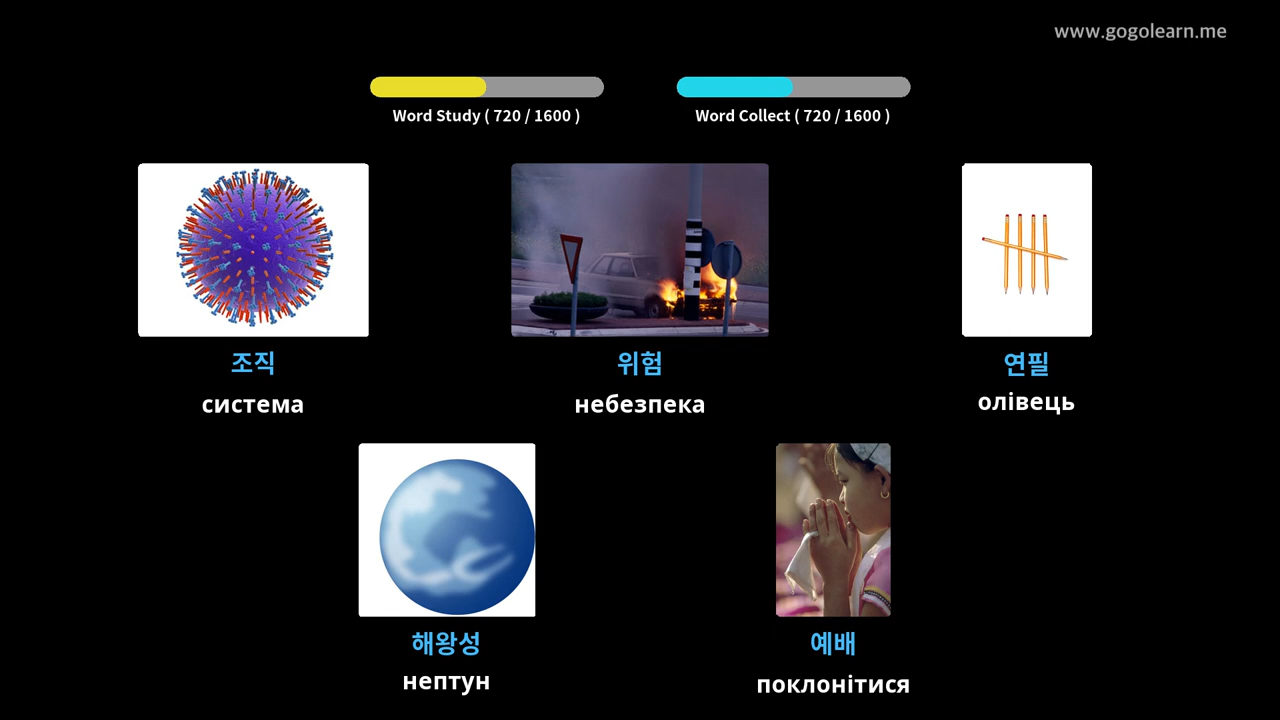 www.gogolearn.me
Word Study ( 720 / 1600 )
Word Collect ( 720 / 1600 )
조직
система
위험
небезпека
연필
олівець
해왕성
нептун
예배
поклонітися